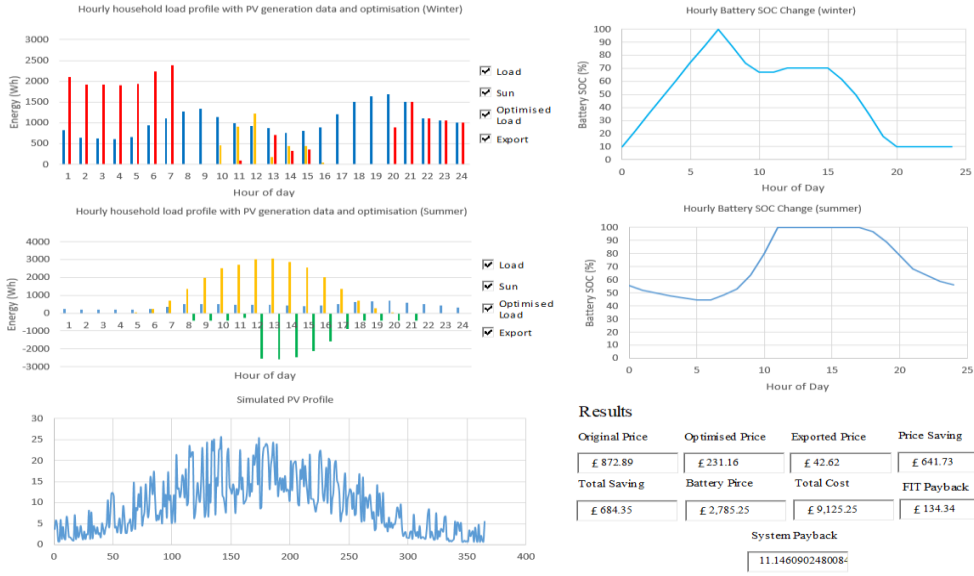 Hourly household load profile with PV generation data and optimisation (Winter)
Energy (Wh)
3000
2500
2000
1500
1000
500
0
1 2 3 4 5 6 7 8 9 10 11 12 13 14 15 16 17 18 19 20 21 22 23 24
Hour of day
Load
Sun
Optimised
Load
Export
Hourly Battery SOC Change (winter)
Battery SOC (%)
100
90
80
70
60
50
40
30
20
10
0
0 5 10 15 20 25
Hour of Day
Hourly household load profile with PV generation data and optimisation (Summer)
Energy (Wh)
4000
3000
2000
1000
0
-1000
-2000
-3000
1 2 3 4 5 6 7 8 9 10 11 12 13 14 15 16 17 18 19 20 21 22 23 24
Hour of day
Load
Sun
Optimised
Load
Export
Hourly Battery SOC Change (summer)
Battery SOC (%)
100
90
80
70
60
50
40
30
20
10
0
0 5 10 15 20 25
Hour of Day
Simulated PV Profile
30
25
20
15
10
5
0
0 50 100 150 200 250 300 350 400
Results
Original Price Optimised Price Exported Price Price Saving
£ 872.89 £ 231.16 £ 42.62 £ 641.73
Total Saving Battery Pirce Total Cost FIT Payback
£ 684.35 £ 2,785.25 £ 9,125.25 £ 134.34
System Payback
11.1460902480084